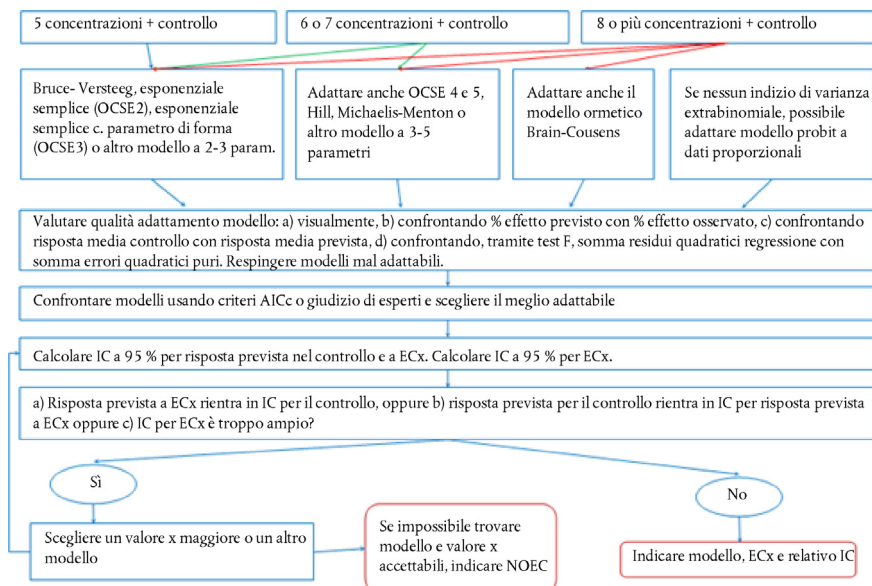 5 concentrazioni + controllo
6 o 7 concentrazioni + controllo
8 o più concentrazioni + controllo
Bruce- Versteeg, esponenziale
semplice (OCSE2), esponenziale
semplice c. parametro di forma
(OCSE3) o altro modello a 2-3 param.
Adattare anche OCSE 4 e 5,
Hill, Michaelis-Menton o
altro modello a 3-5
parametri
Adattare anche il
modello ormetico
Brain-Cousens
Se nessun indizio di varianza
extrabinomiale, possibile
adattare modello probit a
dati proporzionali
Valutare qualità adattamento modello: a) visualmente, b) confrontando % effetto previsto con % effetto osservato, c) confrontando
risposta media controllo con risposta media prevista, d) confrontando, tramite test F, somma residui quadratici regressione con
somma errori quadratici puri. Respingere modelli mal adattabili.
Confrontare modelli usando criteri AICc o giudizio di esperti e scegliere il meglio adattabile
Calcolare IC a 95 % per risposta prevista nel controllo e a ECx. Calcolare IC a 95 % per ECx.
a) Risposta prevista a ECx rientra in IC per il controllo, oppure b) risposta prevista per il controllo rientra in IC per risposta prevista
a ECx oppure c) IC per ECx è troppo ampio?
Sì
No
Scegliere un valore x maggiore o un altro
modello
Se impossibile trovare
modello e valore x
accettabili, indicare NOEC
Indicare modello, ECx e relativo IC